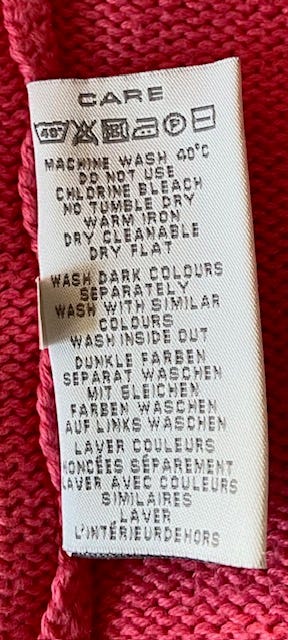 CARE
40° P
MACHINE WASH 40°C
DO NOT USE
CHLORINE BLEACH
NO TUMBLE DRY
WARM IRON
DRY CLEANABLE
DRY FLAT
WASH DARK COLOURS
SEPARATELY
WASH WITH SIMILAR
COLOURS
WASH INSIDE OUT
DUNKLE FARBEN
SEPARAT WASCHEN
MIT GLEICHEN
FARBEN WASCHEN
AUF LINKS WASCHEN
LAVER COULEURS
ONCÉES SÉPARÉMENT
LAVER AVEC COULEURS
SIMILAIRES
LAVER
L'INTÉRIEURDEHORS